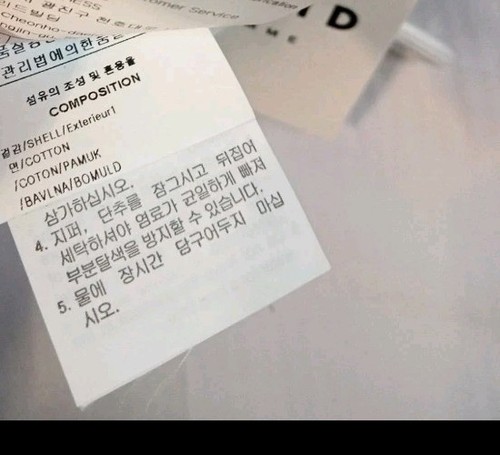 tomer Service
D
M E
관리법에의한품
섬유의 조성 및 혼용율
COMPOSITION
겉감/SHELL/Exterieur1
면/COTTON
/COTON/PAMUK
/BAVLNA/BOMULD
삼가하십시오.
4. 지퍼, 단추를 잠그시고 뒤집어
세탁하셔야 염료가 균일하게 빠져
부분탈색을 방지할 수 있습니다.
5. 물에 장시간 담구어두지 마십
시오.